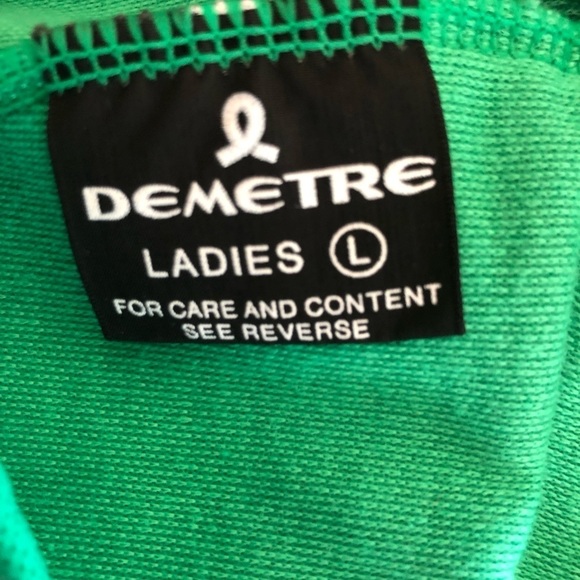 DEMETRE
LADIES L
FOR CARE AND CONTENT
SEE REVERSE